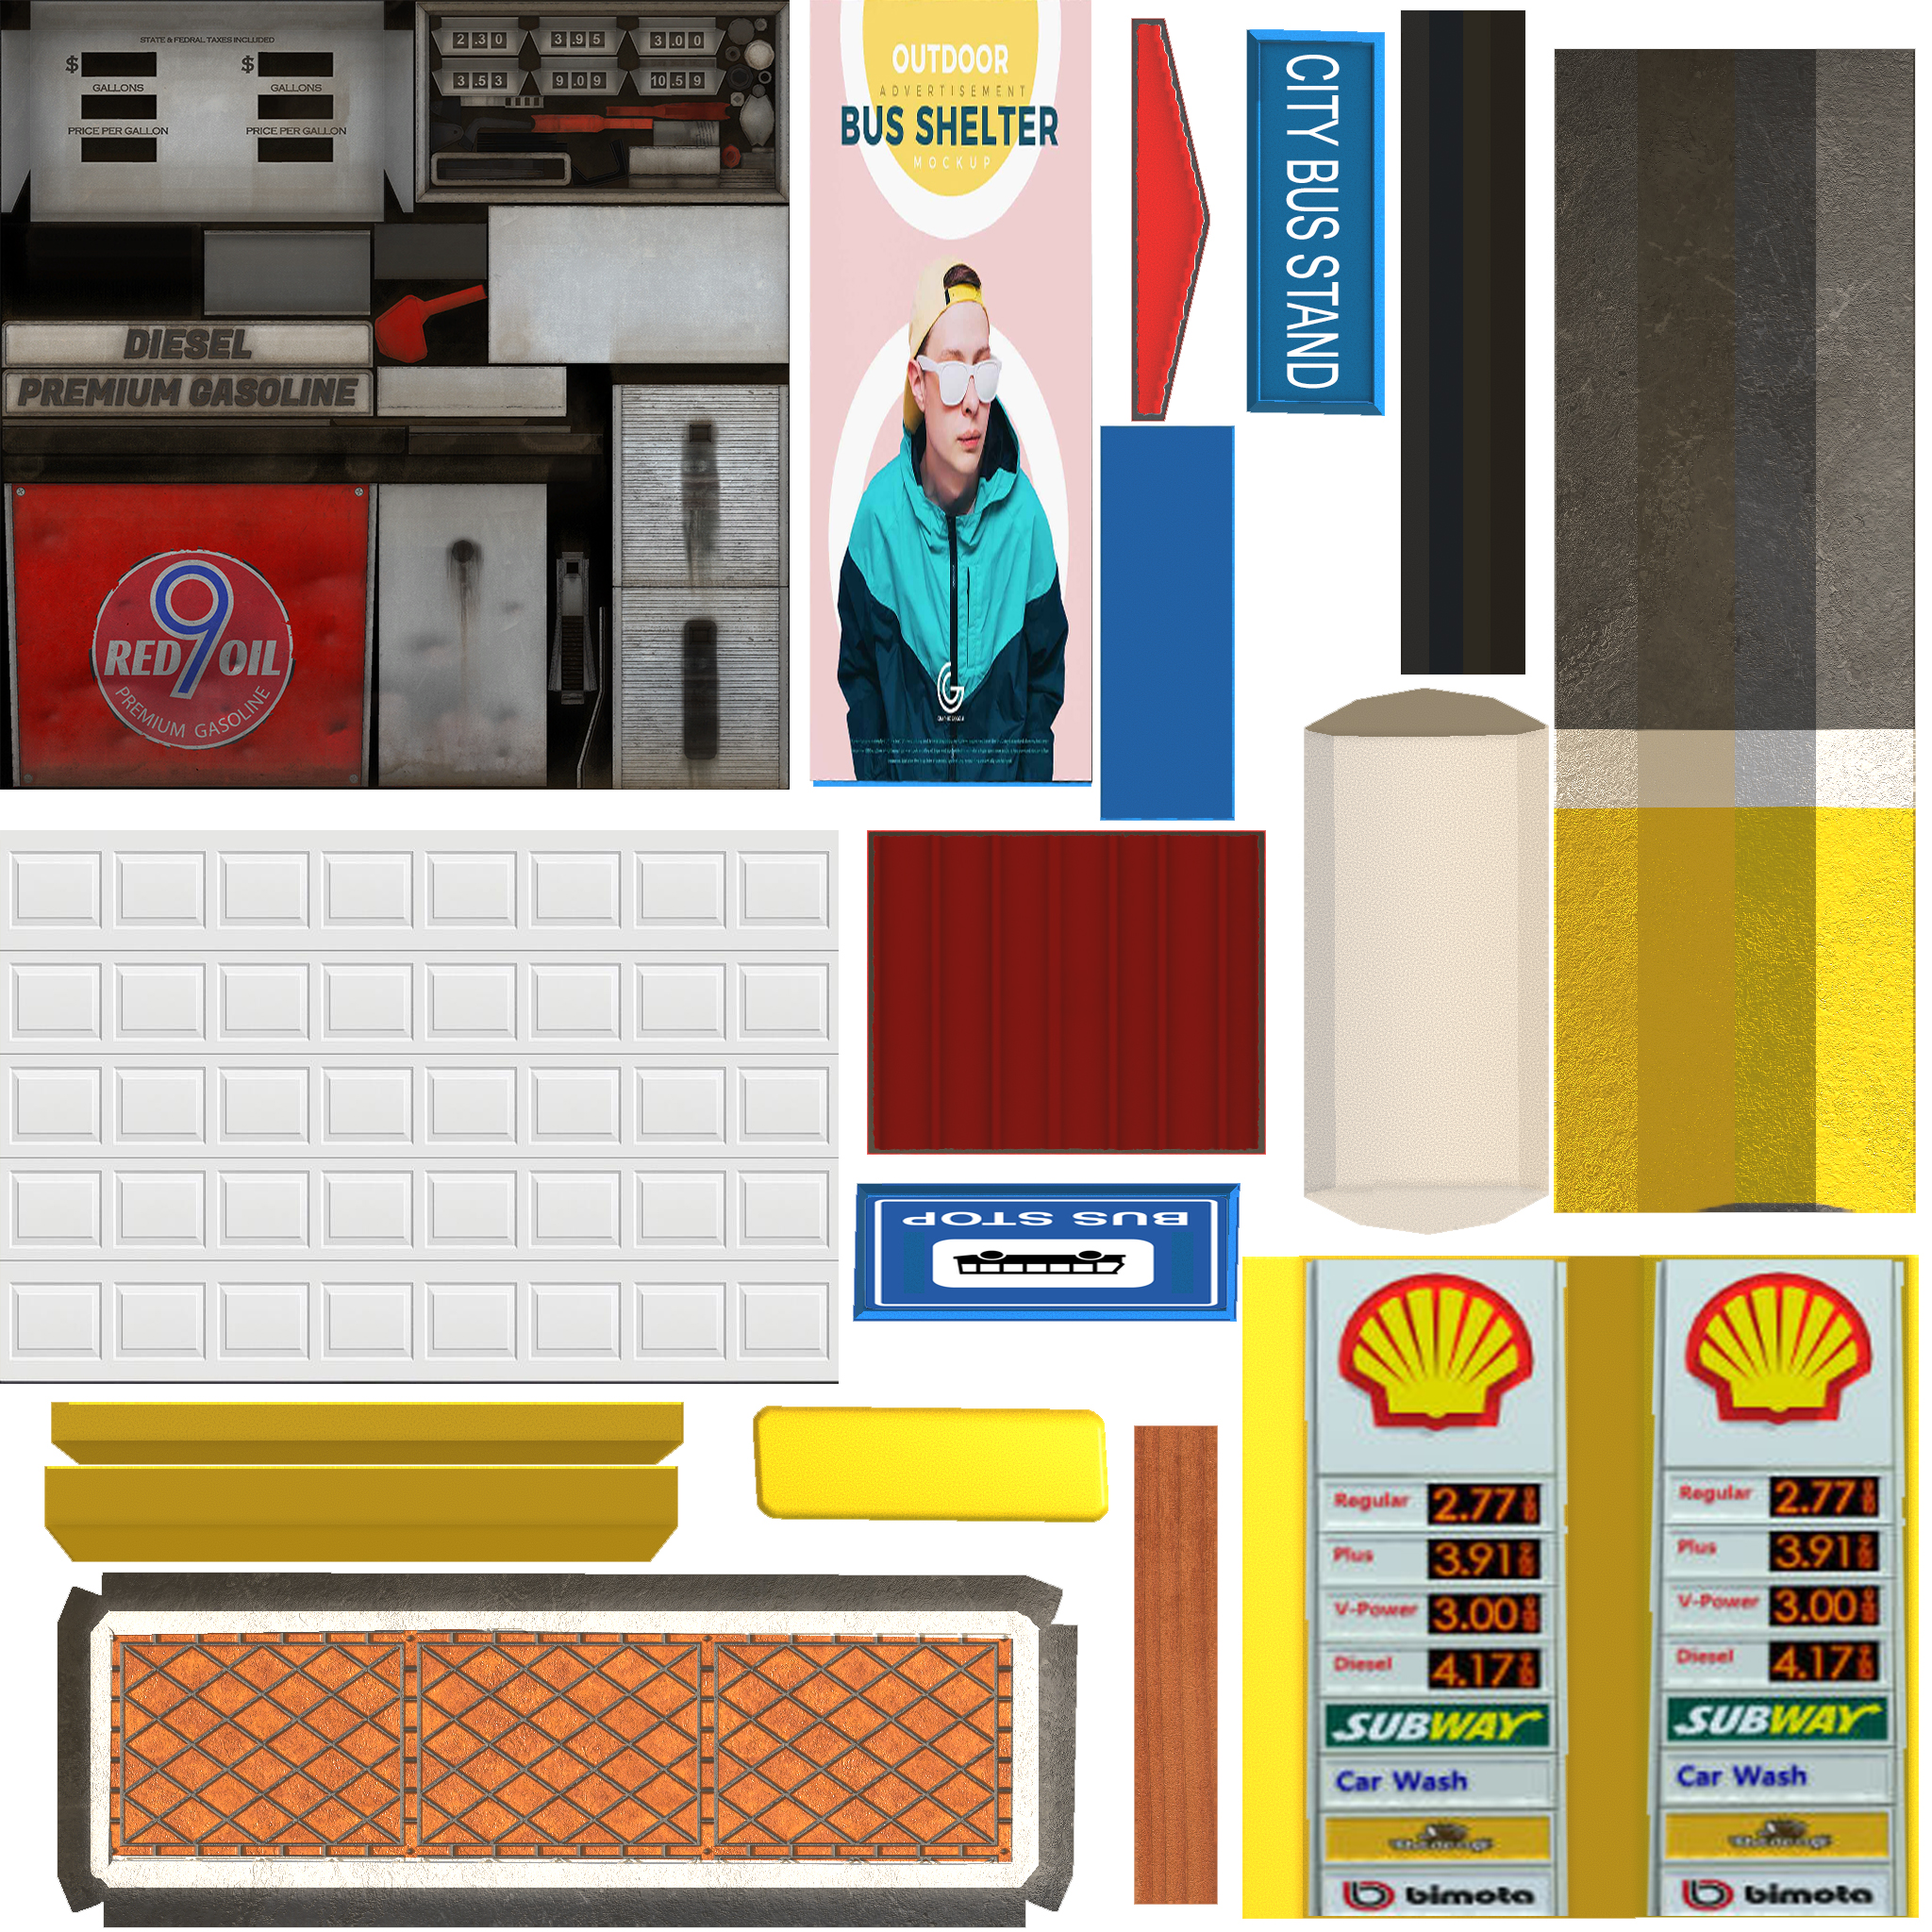 STATE & FEDRAL TAXES INCLUDED
$ $
GALLONS GALLONS
PRICE PER GALLON PRICE PER GALLON
2.30 3.95 3.00
3.53 9.09 10.59
DIESEL
PREMIUM GASOLINE
9
RED OIL
PREMIUM GASOLINE
OUTDOOR
ADVERTISEMENT
BUS SHELTER
MOCKUP
CITY BUS STAND
BUS STOP
Regular 2.77
Plus 3.91
V-Power 3.00
Diesel 4.17
SUBWAY
Car Wash
bimota
Regular 2.77
Plus 3.91
V-Power 3.00
Diesel 4.17
SUBWAY
Car Wash
bimota